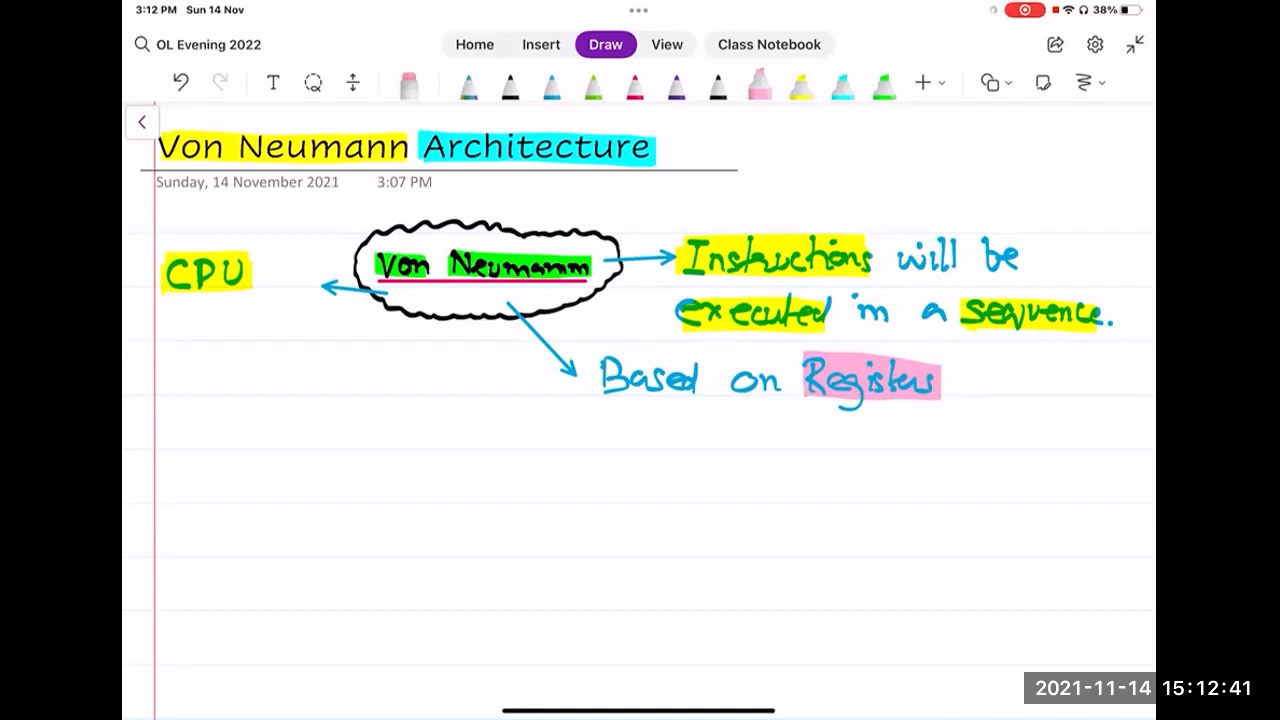 3:12 PM Sun 14 Nov
38%
OL Evening 2022
Home Insert Draw View Class Notebook
Von Neumann Architecture
Sunday, 14 November 2021 3:07 PM
CPU
Von Neumann
Instructions will be
executed in a sequence.
Based on Registers
2021-11-14 15:12:41